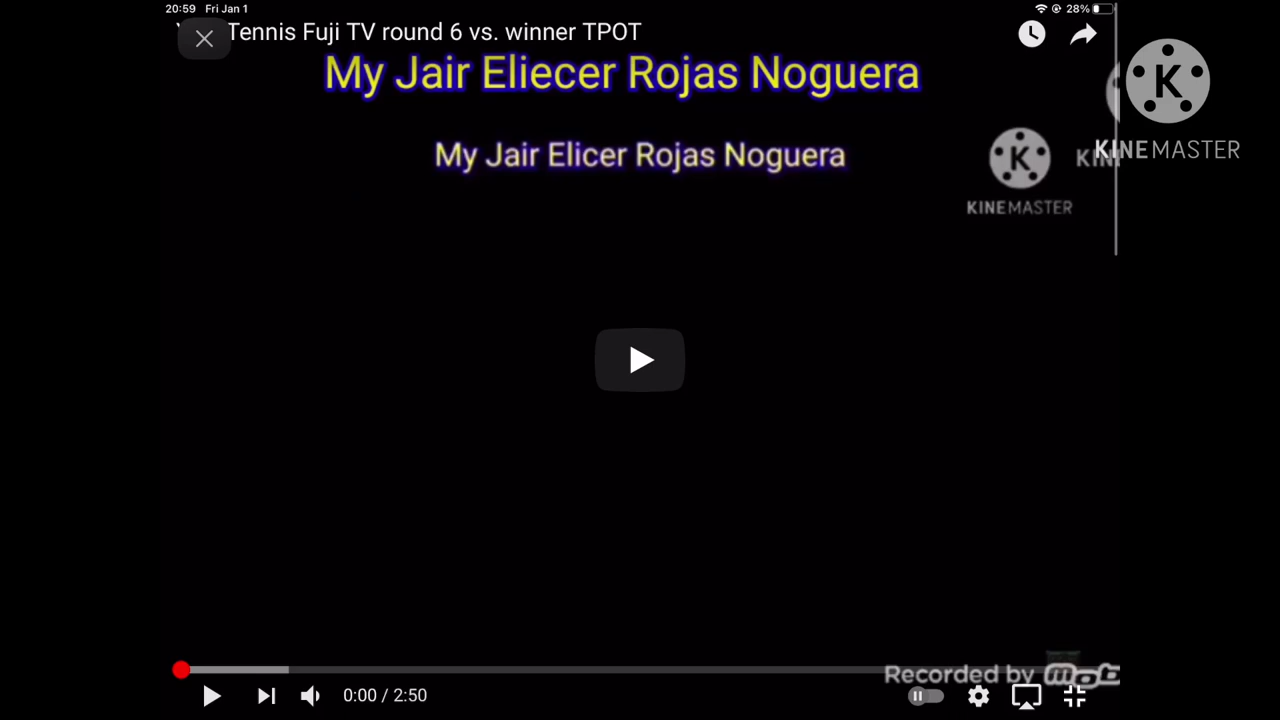 20:59 Fri Jan 1
28%
Tennis Fuji TV round 6 vs. winner TPOT
My Jair Eliecer Rojas Noguera
My Jair Elicer Rojas Noguera
KINEMASTER
KINEMASTER
Recorded by
0:00 / 2:50